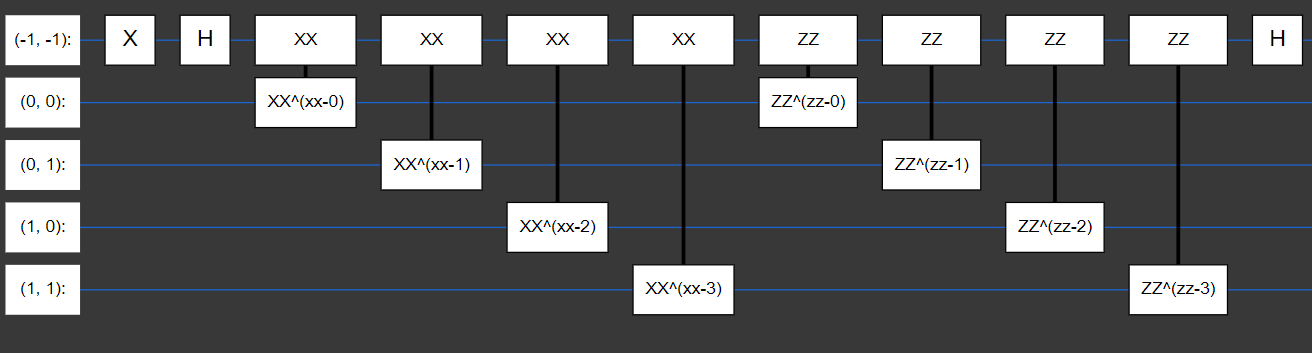 (-1, -1): X H XX XX XX XX ZZ ZZ ZZ ZZ H
(0, 0): XX^(xx-0) ZZ^(zz-0)
(0, 1): XX^(xx-1) ZZ^(zz-1)
(1, 0): XX^(xx-2) ZZ^(zz-2)
(1, 1): XX^(xx-3) ZZ^(zz-3)